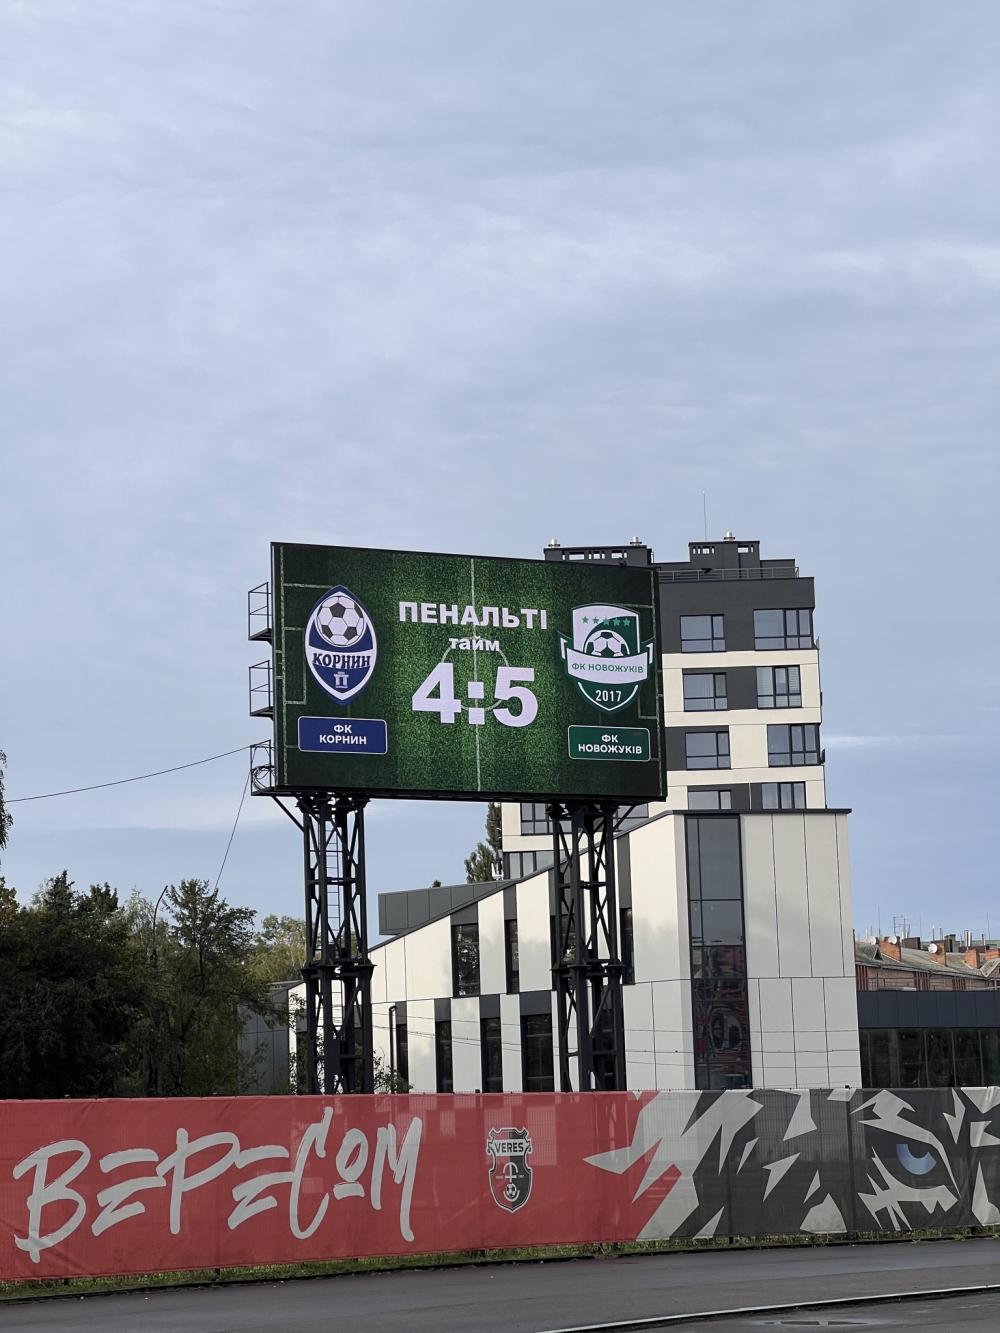 ПЕНАЛЬТІ
тайм
4:5
КОРНИН
ФК
КОРНИН
ФК НОВОЖУКІВ
2017
ФК
НОВОЖУКІВ
ВЕРЕСОМ
VERES